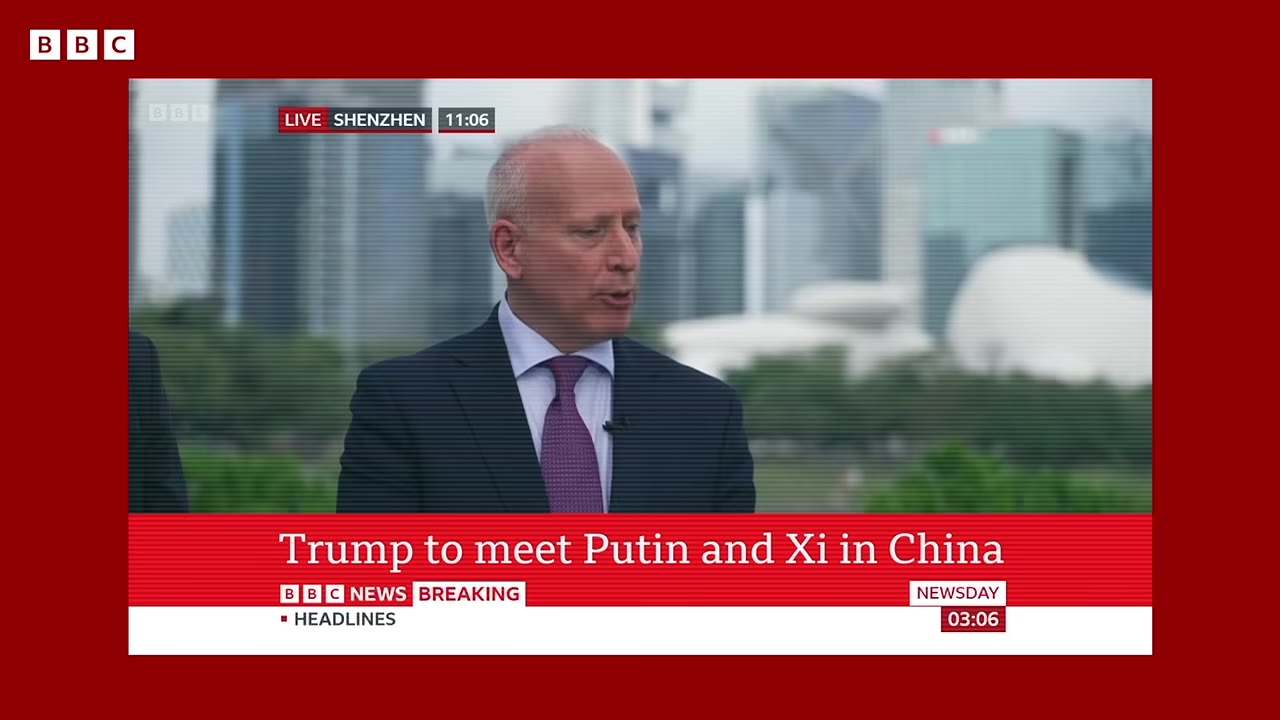 BBC
LIVE SHENZHEN 11:06
Trump to meet Putin and Xi in China
BBC NEWS BREAKING
NEWSDAY
HEADLINES
03:06